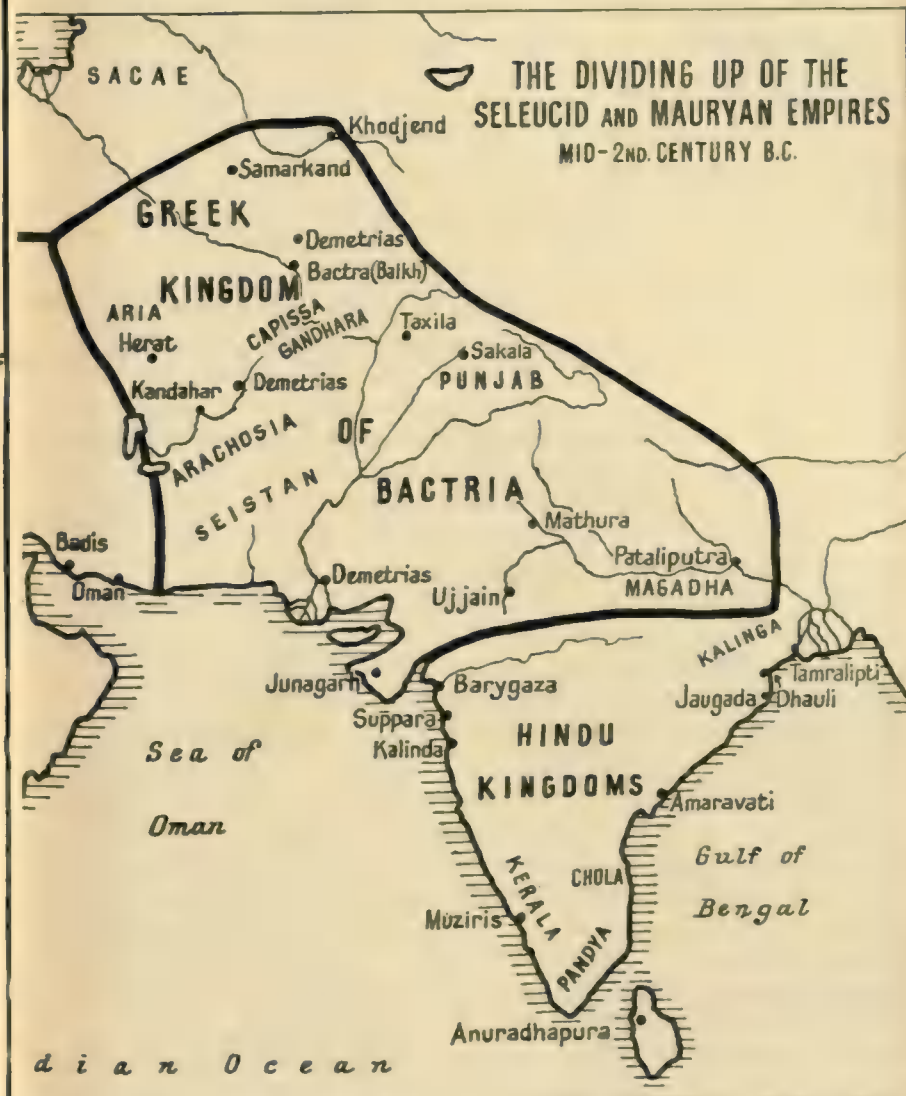 THE DIVIDING UP OF THE
SELEUCID AND MAURYAN EMPIRES
MID-2ND. CENTURY B.C.
SACAE
Khodjend
Samarkand
GREEK
Demetrias
Bactra (Balkh)
KINGDOM
ARIA
Herat
CAPISSA
GANDHARA
Taxila
Sakala
PUNJAB
Kandahar
Demetrias
ARACHOSIA
OF
SEISTAN
BACTRIA
Mathura
Pataliputra
MAGADHA
Badis
Oman
Demetrias
Ujjain
KALINGA
Tamralipti
Junagarh
Barygaza
Jaugada
Dhauli
Suppara
Kalinda
HINDU
KINGDOMS
Sea of
Oman
Amaravati
Gulf of
Bengal
KERALA
CHOLA
Muziris
PANDYA
Anuradhapura
dian Ocean